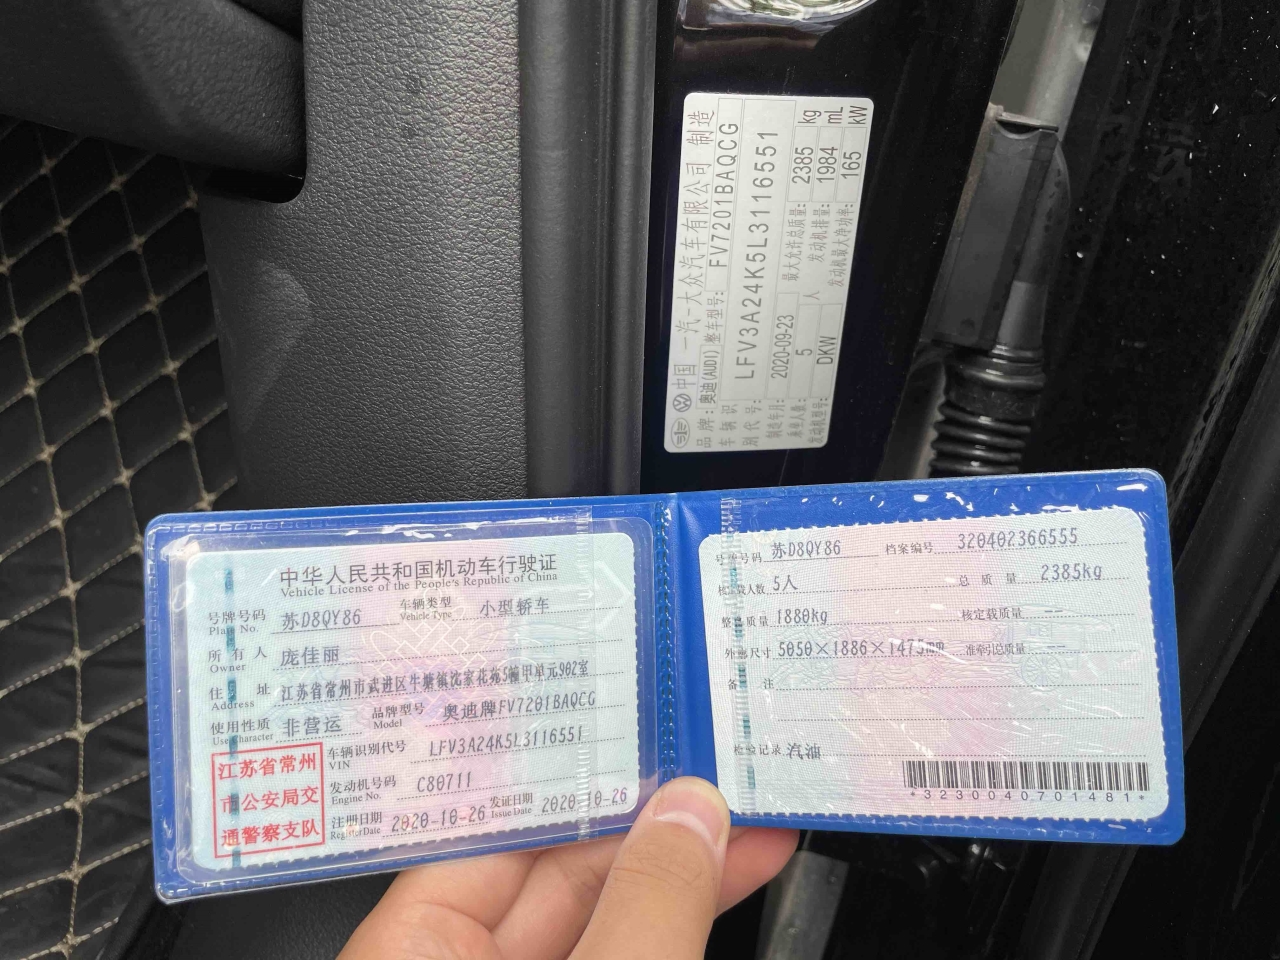 中国 一汽-大众汽车有限公司 制造
品牌: 奥迪(AUDI) 整车型号: FV7201BAQCG
车辆识别代号: LFV3A24K5L3116551
制造年月: 2020-09-23 最大允许总质量: 2385 kg
乘坐人数: 5 人 发动机排量: 1984 mL
发动机型号: DKW 发动机最大净功率: 165 kW
中华人民共和国机动车行驶证
Vehicle License of the People's Republic of China
号牌号码 苏D8QY86 车辆类型 小型轿车
Plate No. Vehicle Type
所有人 庞佳丽
Owner
住址 江苏省常州市武进区牛塘镇沈家花苑5幢甲单元902室
Address
使用性质 非营运 品牌型号 奥迪牌FV7201BAQCG
Use Character Model
江苏省常州
市公安局交
通警察支队
车辆识别代号 LFV3A24K5L3116551
VIN
发动机号码 C80711
Engine No.
注册日期 2020-10-26 发证日期 2020-10-26
Register Date Issue Date
号牌号码 苏D8QY86 档案编号 320402366555
核定载人数 5人 总质量 2385kg
整备质量 1880kg 核定载质量 --
外廓尺寸 5050×1886×1475mm 准牵引总质量 --
备注
检验记录 汽油
*3230040701481*